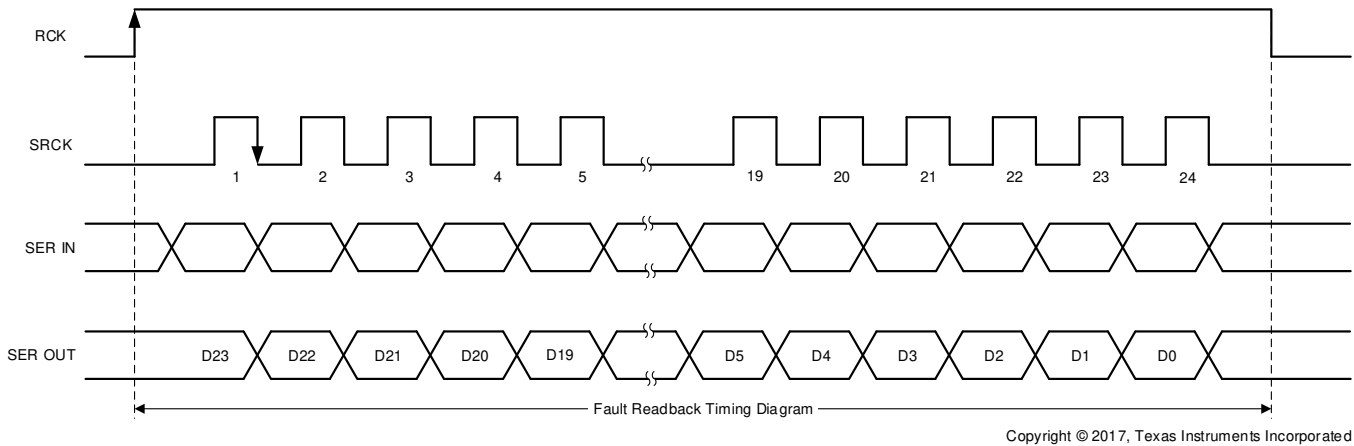 RCK
SRCK
1 2 3 4 5 19 20 21 22 23 24
SER IN
SER OUT D23 D22 D21 D20 D19 D5 D4 D3 D2 D1 D0
Fault Readback Timing Diagram
Copyright © 2017, Texas Instruments Incorporated